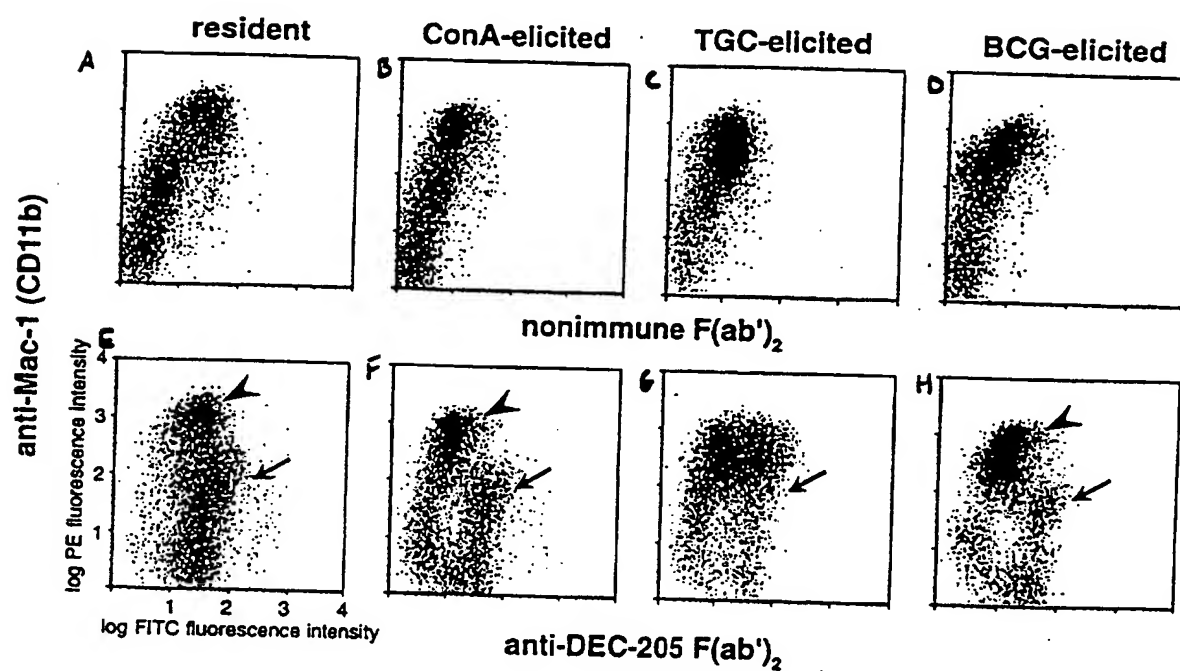 resident
ConA-elicited
TGC-elicited
BCG-elicited
A
B
C
D
anti-Mac-1 (CD11b)
nonimmune F(ab')₂
E
F
G
H
log PE fluorescence intensity
4
3
2
1
1 2 3 4
log FITC fluorescence intensity
anti-DEC-205 F(ab')₂